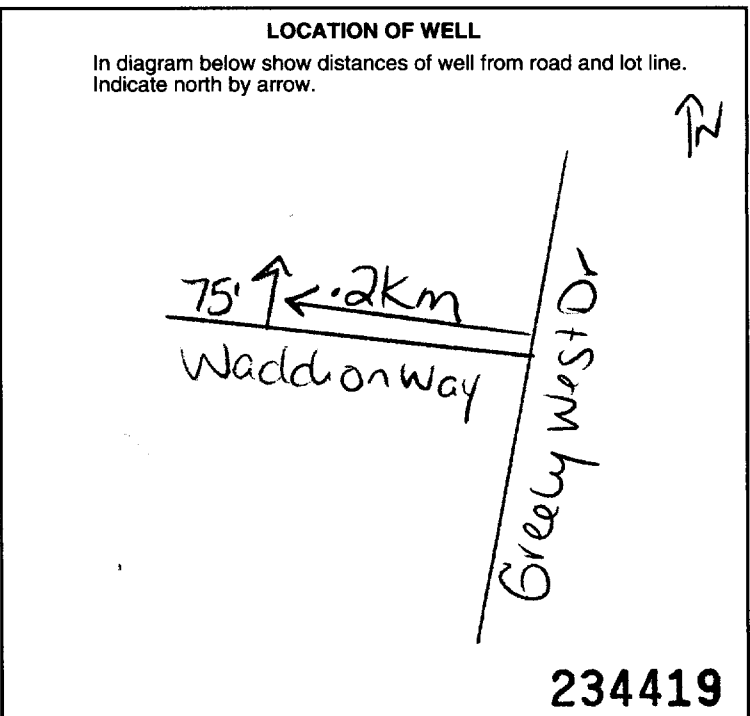 LOCATION OF WELL
In diagram below show distances of well from road and lot line.
Indicate north by arrow.
N
75'
.2Km
Waddion Way
Greely West Dr
234419